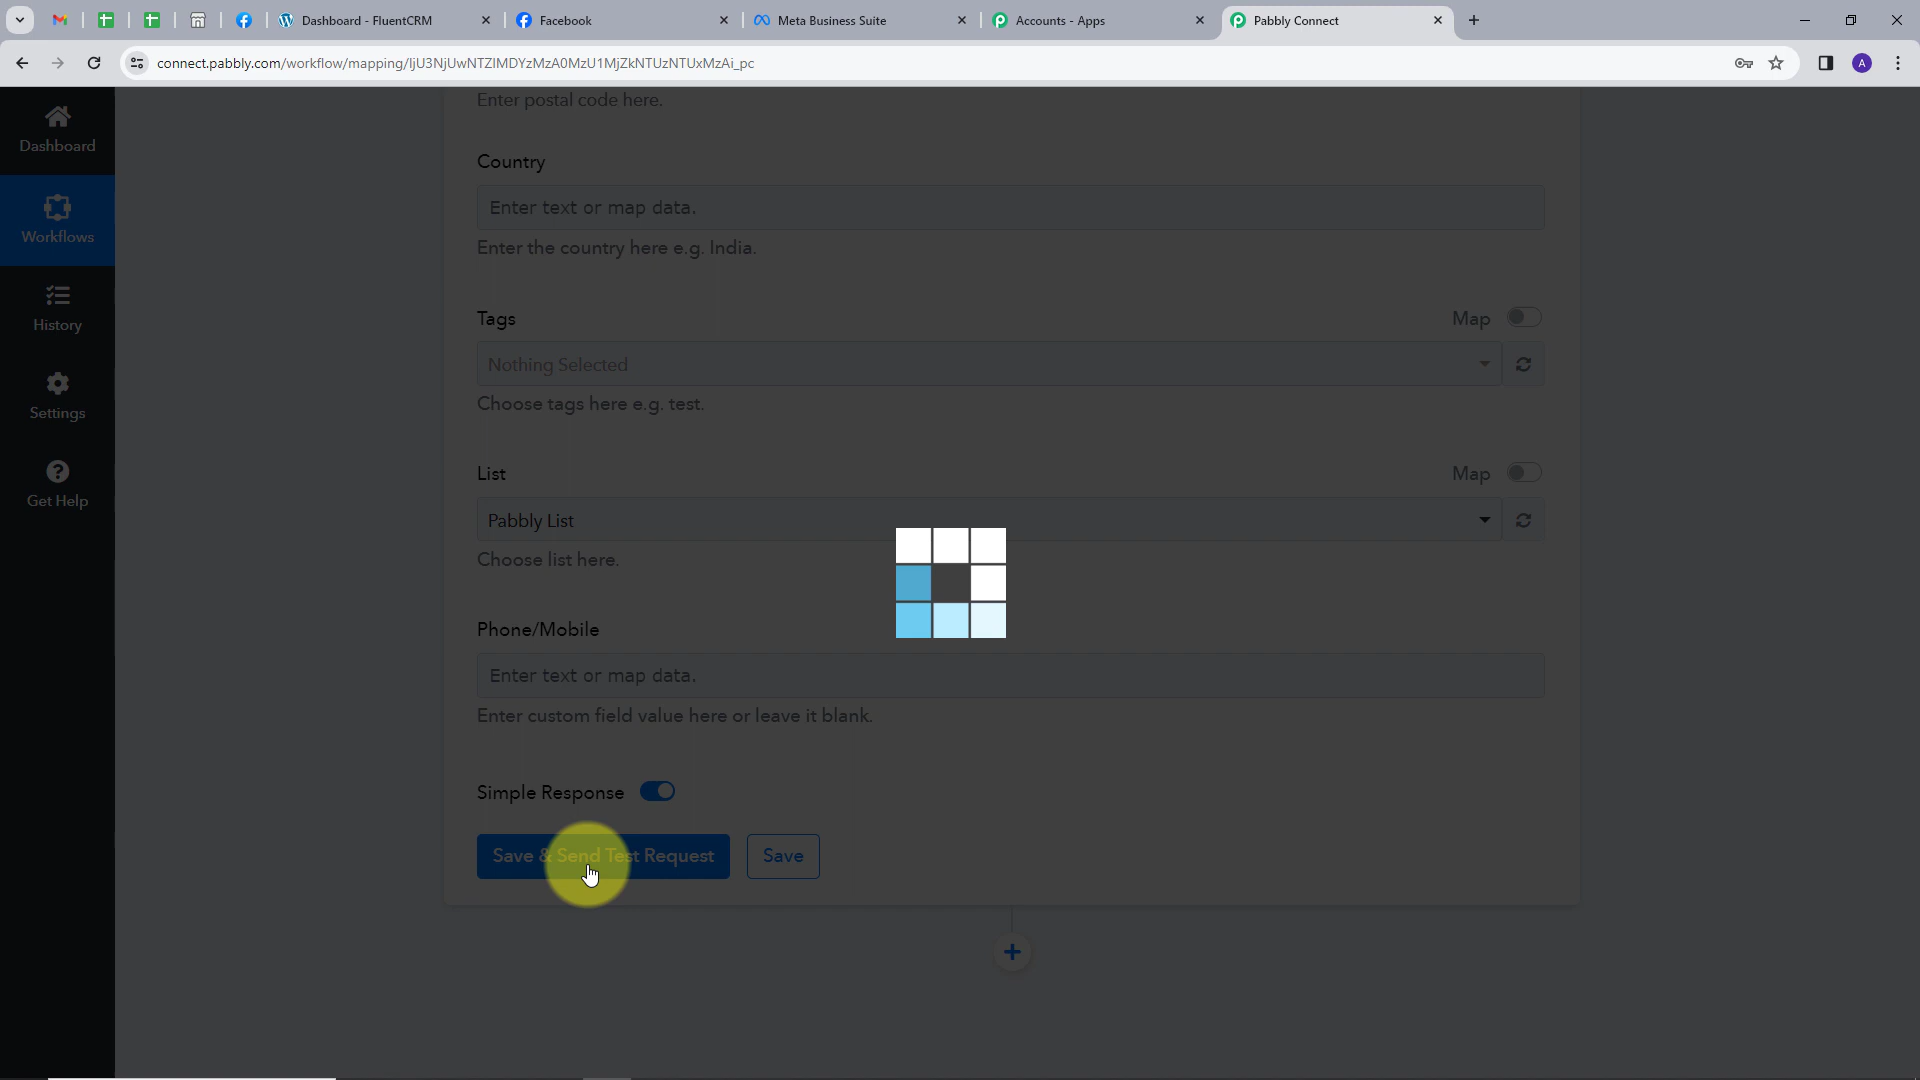 Dashboard - FluentCRM
Facebook
Meta Business Suite
Accounts - Apps
Pabbly Connect
connect.pabbly.com/workflow/mapping/IjU3NjUwNTZlMDYzMzA0MzU1MjZkNTUzNTUxMzAi_pc
A
Dashboard
Workflows
History
Settings
Get Help
Enter postal code here.
Country
Enter text or map data.
Enter the country here e.g. India.
Tags
Map
Nothing Selected
Choose tags here e.g. test.
List
Map
Pabbly List
Choose list here.
Phone/Mobile
Enter text or map data.
Enter custom field value here or leave it blank.
Simple Response
Save & Send Test Request
Save